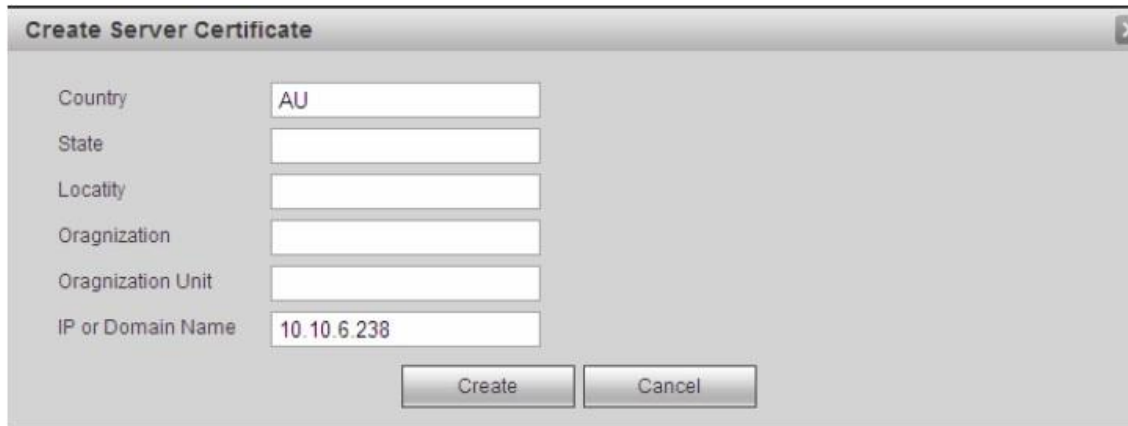 Create Server Certificate
Country AU
State
Locatity
Oragnization
Oragnization Unit
IP or Domain Name 10.10.6.238
Create Cancel